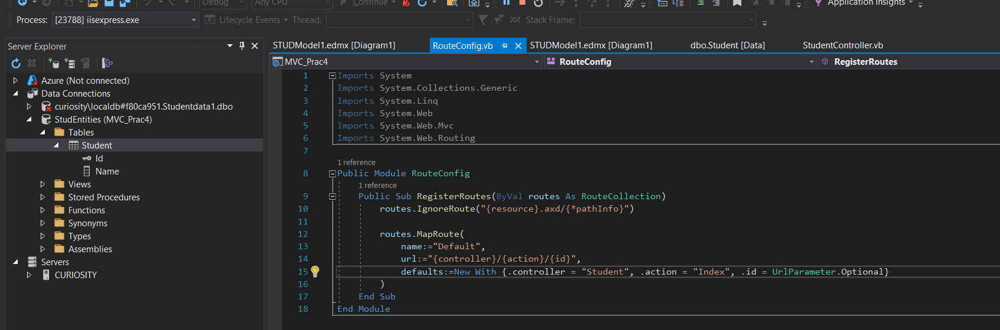 Debug Any CPU Continue Application Insights
Process: [23788] iisexpress.exe Lifecycle Events Thread: Stack Frame:
Server Explorer
STUDModel1.edmx [Diagram1] RouteConfig.vb STUDModel1.edmx [Diagram1] dbo.Student [Data] StudentController.vb
MVC_Prac4 RouteConfig RegisterRoutes
Azure (Not connected)
Data Connections
curiosity\localdb#f80ca951.Studentdata1.dbo
StudEntities (MVC_Prac4)
Tables
Student
Id
Name
Views
Stored Procedures
Functions
Synonyms
Types
Assemblies
Servers
CURIOSITY
1 Imports System
2 Imports System.Collections.Generic
3 Imports System.Linq
4 Imports System.Web
5 Imports System.Web.Mvc
6 Imports System.Web.Routing
7
1 reference
8 Public Module RouteConfig
1 reference
9 Public Sub RegisterRoutes(ByVal routes As RouteCollection)
10 routes.IgnoreRoute("{resource}.axd/{*pathInfo}")
11
12 routes.MapRoute(
13 name:="Default",
14 url:="{controller}/{action}/{id}",
15 defaults:=New With {.controller = "Student", .action = "Index", .id = UrlParameter.Optional}
16 )
17 End Sub
18 End Module